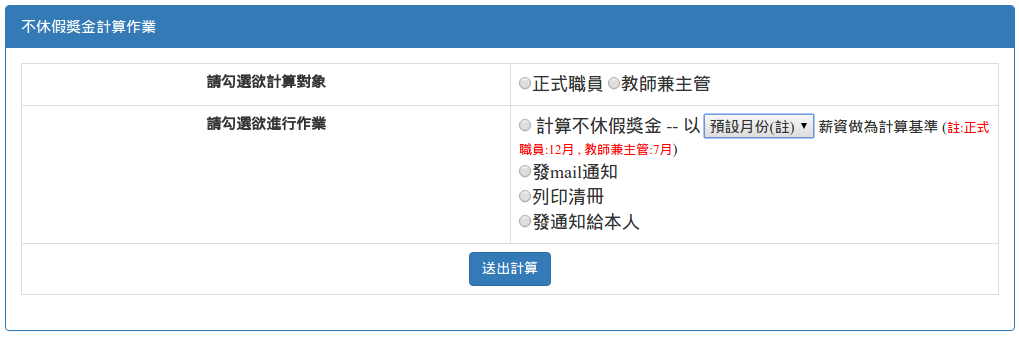 不休假獎金計算作業
請勾選欲計算對象
正式職員 教師兼主管
請勾選欲進行作業
計算不休假獎金 -- 以 預設月份(註) 薪資做為計算基準 (註:正式
職員:12月 , 教師兼主管:7月)
發mail通知
列印清冊
發通知給本人
送出計算